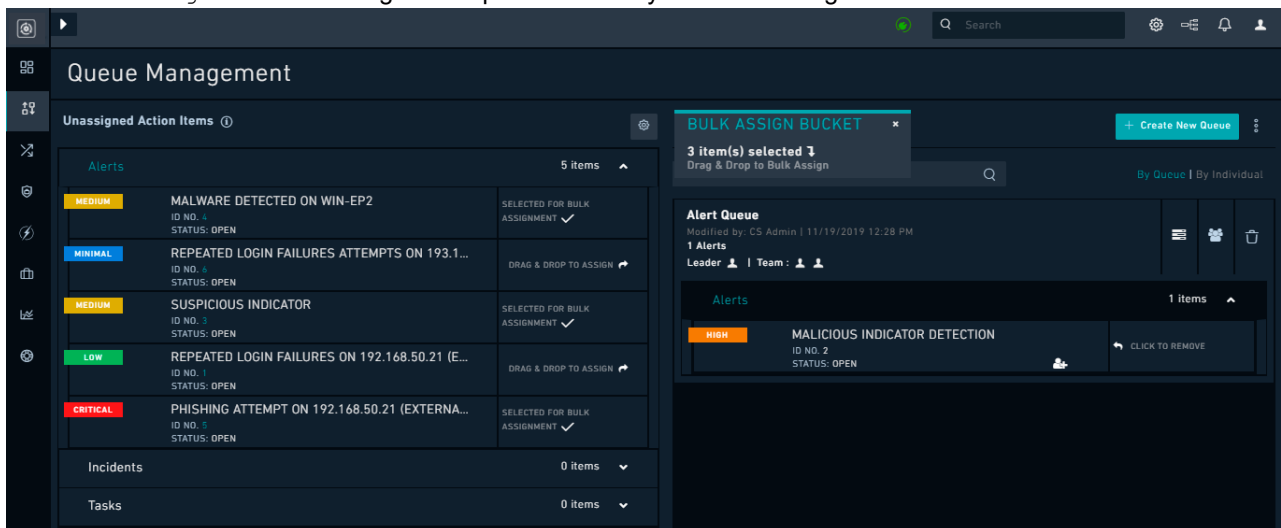 Search
Queue Management
Unassigned Action Items
Alerts 5 items
MEDIUM MALWARE DETECTED ON WIN-EP2
ID NO. 4
STATUS: OPEN
SELECTED FOR BULK
ASSIGNMENT
MINIMAL REPEATED LOGIN FAILURES ATTEMPTS ON 193.1...
ID NO. 6
STATUS: OPEN
DRAG & DROP TO ASSIGN
MEDIUM SUSPICIOUS INDICATOR
ID NO. 3
STATUS: OPEN
SELECTED FOR BULK
ASSIGNMENT
LOW REPEATED LOGIN FAILURES ON 192.168.50.21 (E...
ID NO. 1
STATUS: OPEN
DRAG & DROP TO ASSIGN
CRITICAL PHISHING ATTEMPT ON 192.168.50.21 (EXTERNA...
ID NO. 5
STATUS: OPEN
SELECTED FOR BULK
ASSIGNMENT
Incidents 0 items
Tasks 0 items
BULK ASSIGN BUCKET
3 item(s) selected
Drag & Drop to Bulk Assign
+ Create New Queue
By Queue | By Individual
Alert Queue
Modified by: CS Admin | 11/19/2019 12:28 PM
1 Alerts
Leader | Team :
Alerts 1 items
HIGH MALICIOUS INDICATOR DETECTION
ID NO. 2
STATUS: OPEN
CLICK TO REMOVE